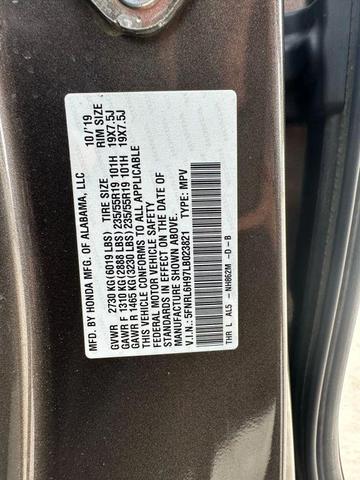 MFD. BY HONDA MFG. OF ALABAMA, LLC 10/'19
TIRE SIZE RIM SIZE
GVWR 2730 KG(6019 LBS)
GAWR F 1310 KG(2888 LBS) 235/55R19 101H 19X7.5J
GAWR R 1465 KG(3230 LBS) 235/55R19 101H 19X7.5J
THIS VEHICLE CONFORMS TO ALL APPLICABLE
FEDERAL MOTOR VEHICLE SAFETY
STANDARDS IN EFFECT ON THE DATE OF
MANUFACTURE SHOWN ABOVE.
V.I.N.: 5FNRL6H97LB023821 TYPE: MPV
THR L AL5 - NH862M -D -B